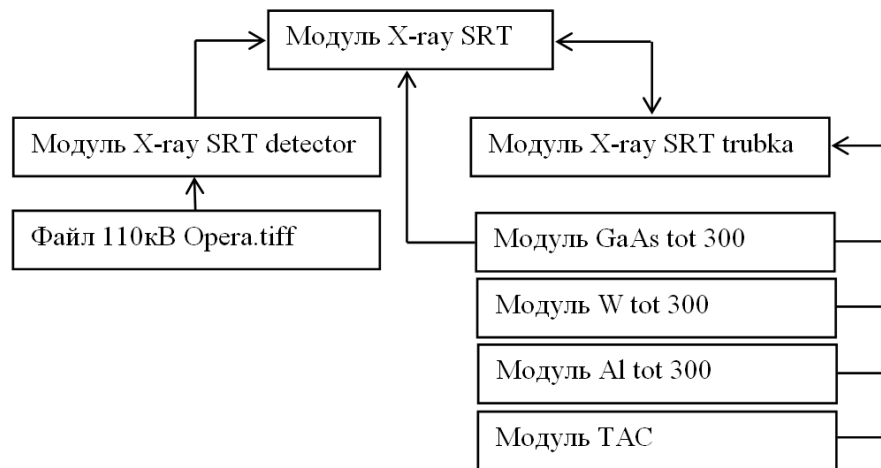 Модуль X-ray SRT
Модуль X-ray SRT detector
Модуль X-ray SRT trubka
Файл 110кВ Opera.tiff
Модуль GaAs tot 300
Модуль W tot 300
Модуль Al tot 300
Модуль TAC